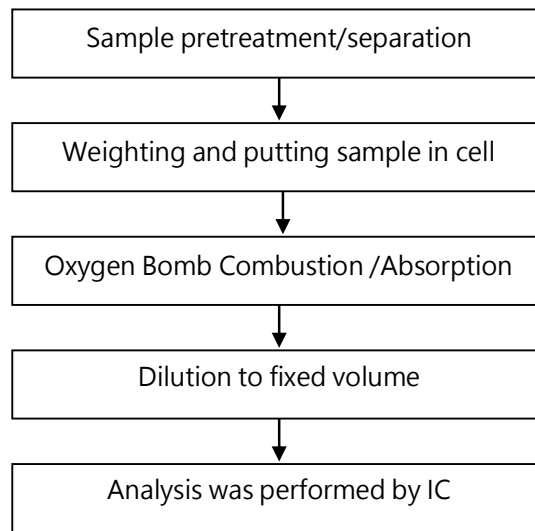 Sample pretreatment/separation
Weighting and putting sample in cell
Oxygen Bomb Combustion /Absorption
Dilution to fixed volume
Analysis was performed by IC